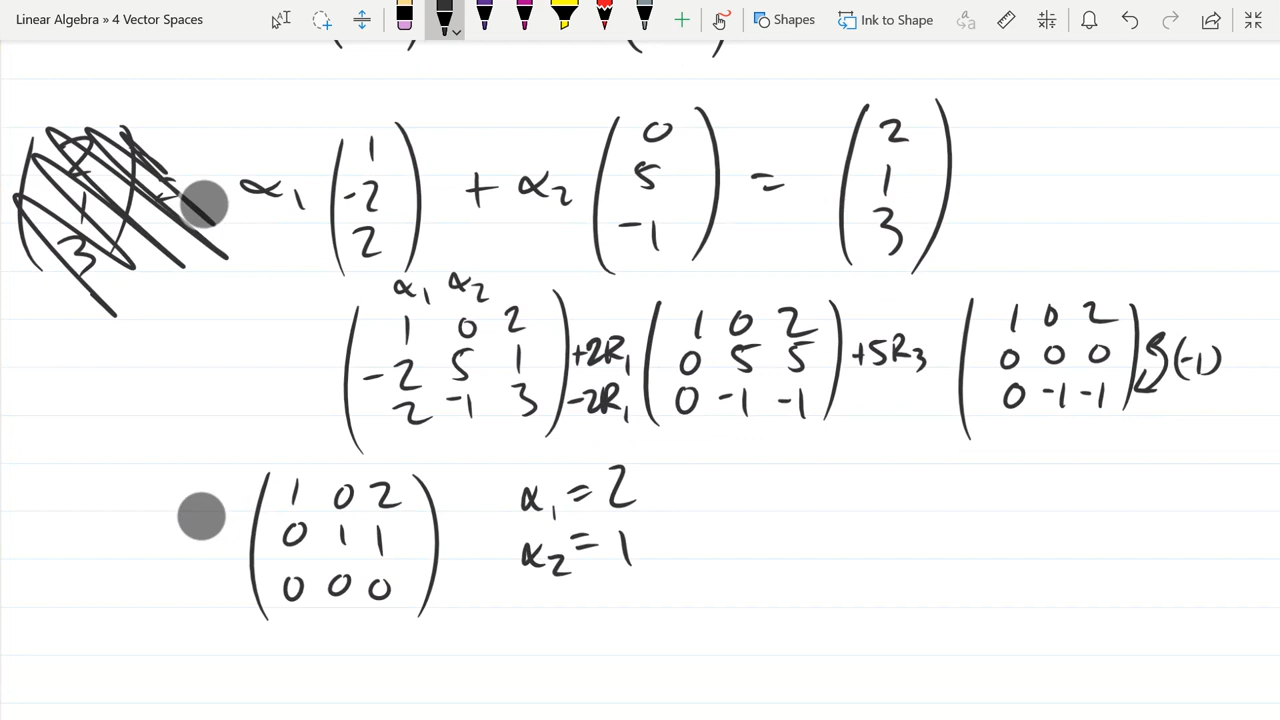 Linear Algebra » 4 Vector Spaces
Shapes
Ink to Shape
α₁ (1 -2 2) + α₂ (0 5 -1) = (2 1 3)
α₁ α₂
(1 0 2 +2R₁ (1 0 2 +5R₃ (1 0 2
-2 5 1 0 5 5 0 0 0 (-1)
2 -1 3) -2R₁ 0 -1 -1) 0 -1 -1)
(1 0 2 α₁ = 2
0 1 1 α₂ = 1
0 0 0)